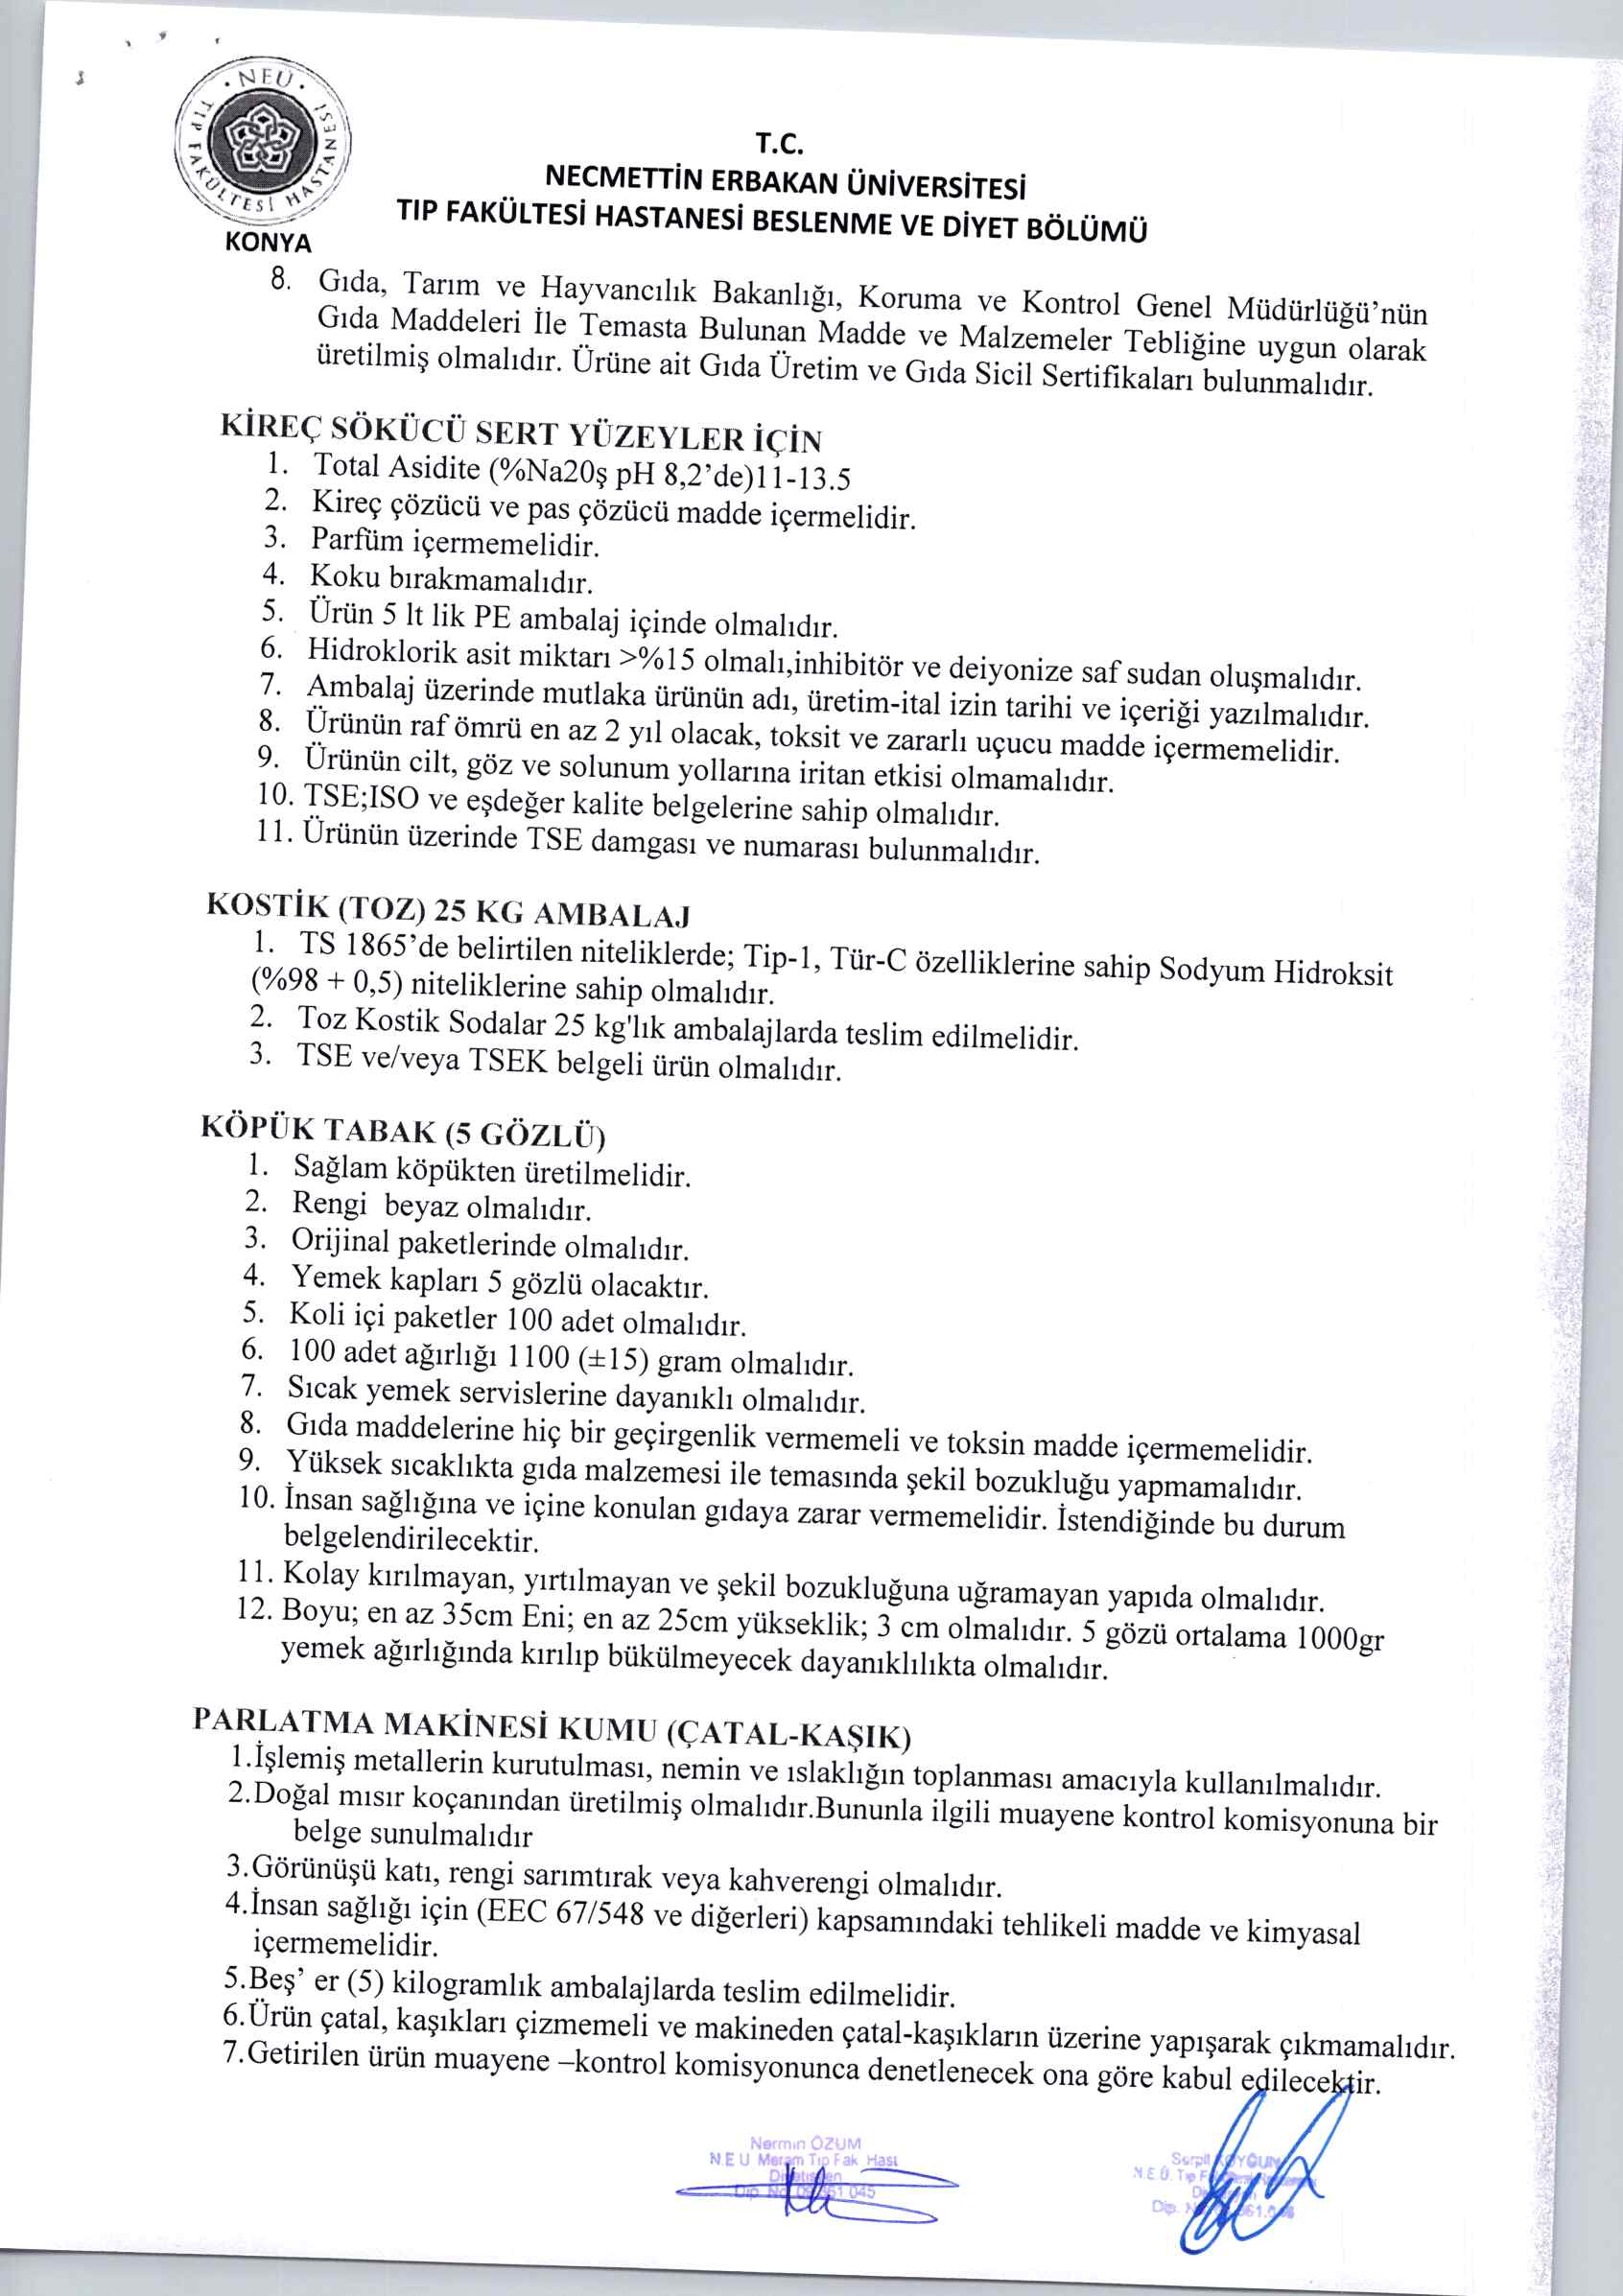 · NEÜ ·
TIP FAKÜLTESİ HASTANESİ
KONYA
T.C.
NECMETTİN ERBAKAN ÜNİVERSİTESİ
TIP FAKÜLTESİ HASTANESİ BESLENME VE DİYET BÖLÜMÜ
8. Gıda, Tarım ve Hayvancılık Bakanlığı, Koruma ve Kontrol Genel Müdürlüğü’nün
Gıda Maddeleri İle Temasta Bulunan Madde ve Malzemeler Tebliğine uygun olarak
üretilmiş olmalıdır. Ürüne ait Gıda Üretim ve Gıda Sicil Sertifikaları bulunmalıdır.
KİREÇ SÖKÜCÜ SERT YÜZEYLER İÇİN
1. Total Asidite (%Na20ş pH 8,2’de)11-13.5
2. Kireç çözücü ve pas çözücü madde içermelidir.
3. Parfüm içermemelidir.
4. Koku bırakmamalıdır.
5. Ürün 5 lt lik PE ambalaj içinde olmalıdır.
6. Hidroklorik asit miktarı >%15 olmalı,inhibitör ve deiyonize saf sudan oluşmalıdır.
7. Ambalaj üzerinde mutlaka ürünün adı, üretim-ital izin tarihi ve içeriği yazılmalıdır.
8. Ürünün raf ömrü en az 2 yıl olacak, toksit ve zararlı uçucu madde içermemelidir.
9. Ürünün cilt, göz ve solunum yollarına iritan etkisi olmamalıdır.
10. TSE;ISO ve eşdeğer kalite belgelerine sahip olmalıdır.
11. Ürünün üzerinde TSE damgası ve numarası bulunmalıdır.
KOSTİK (TOZ) 25 KG AMBALAJ
1. TS 1865’de belirtilen niteliklerde; Tip-1, Tür-C özelliklerine sahip Sodyum Hidroksit
(%98 + 0,5) niteliklerine sahip olmalıdır.
2. Toz Kostik Sodalar 25 kg'lık ambalajlarda teslim edilmelidir.
3. TSE ve/veya TSEK belgeli ürün olmalıdır.
KÖPÜK TABAK (5 GÖZLÜ)
1. Sağlam köpükten üretilmelidir.
2. Rengi beyaz olmalıdır.
3. Orijinal paketlerinde olmalıdır.
4. Yemek kapları 5 gözlü olacaktır.
5. Koli içi paketler 100 adet olmalıdır.
6. 100 adet ağırlığı 1100 (±15) gram olmalıdır.
7. Sıcak yemek servislerine dayanıklı olmalıdır.
8. Gıda maddelerine hiç bir geçirgenlik vermemeli ve toksin madde içermemelidir.
9. Yüksek sıcaklıkta gıda malzemesi ile temasında şekil bozukluğu yapmamalıdır.
10. İnsan sağlığına ve içine konulan gıdaya zarar vermemelidir. İstendiğinde bu durum
belgelendirilecektir.
11. Kolay kırılmayan, yırtılmayan ve şekil bozukluğuna uğramayan yapıda olmalıdır.
12. Boyu; en az 35cm Eni; en az 25cm yükseklik; 3 cm olmalıdır. 5 gözü ortalama 1000gr
yemek ağırlığında kırılıp bükülmeyecek dayanıklılıkta olmalıdır.
PARLATMA MAKİNESİ KUMU (ÇATAL-KAŞIK)
1.İşlemiş metallerin kurutulması, nemin ve ıslaklığın toplanması amacıyla kullanılmalıdır.
2.Doğal mısır koçanından üretilmiş olmalıdır.Bununla ilgili muayene kontrol komisyonuna bir
belge sunulmalıdır
3.Görünüşü katı, rengi sarımtırak veya kahverengi olmalıdır.
4.İnsan sağlığı için (EEC 67/548 ve diğerleri) kapsamındaki tehlikeli madde ve kimyasal
içermemelidir.
5.Beş’ er (5) kilogramlık ambalajlarda teslim edilmelidir.
6.Ürün çatal, kaşıkları çizmemeli ve makineden çatal-kaşıkların üzerine yapışarak çıkmamalıdır.
7.Getirilen ürün muayene –kontrol komisyonunca denetlenecek ona göre kabul edilecektir.
Nermin ÖZUM
N.E U Meram Tıp Fak Hast
Diyetisyen
Dip. No
Serpil
N.E.Ü. Tıp
Dip.